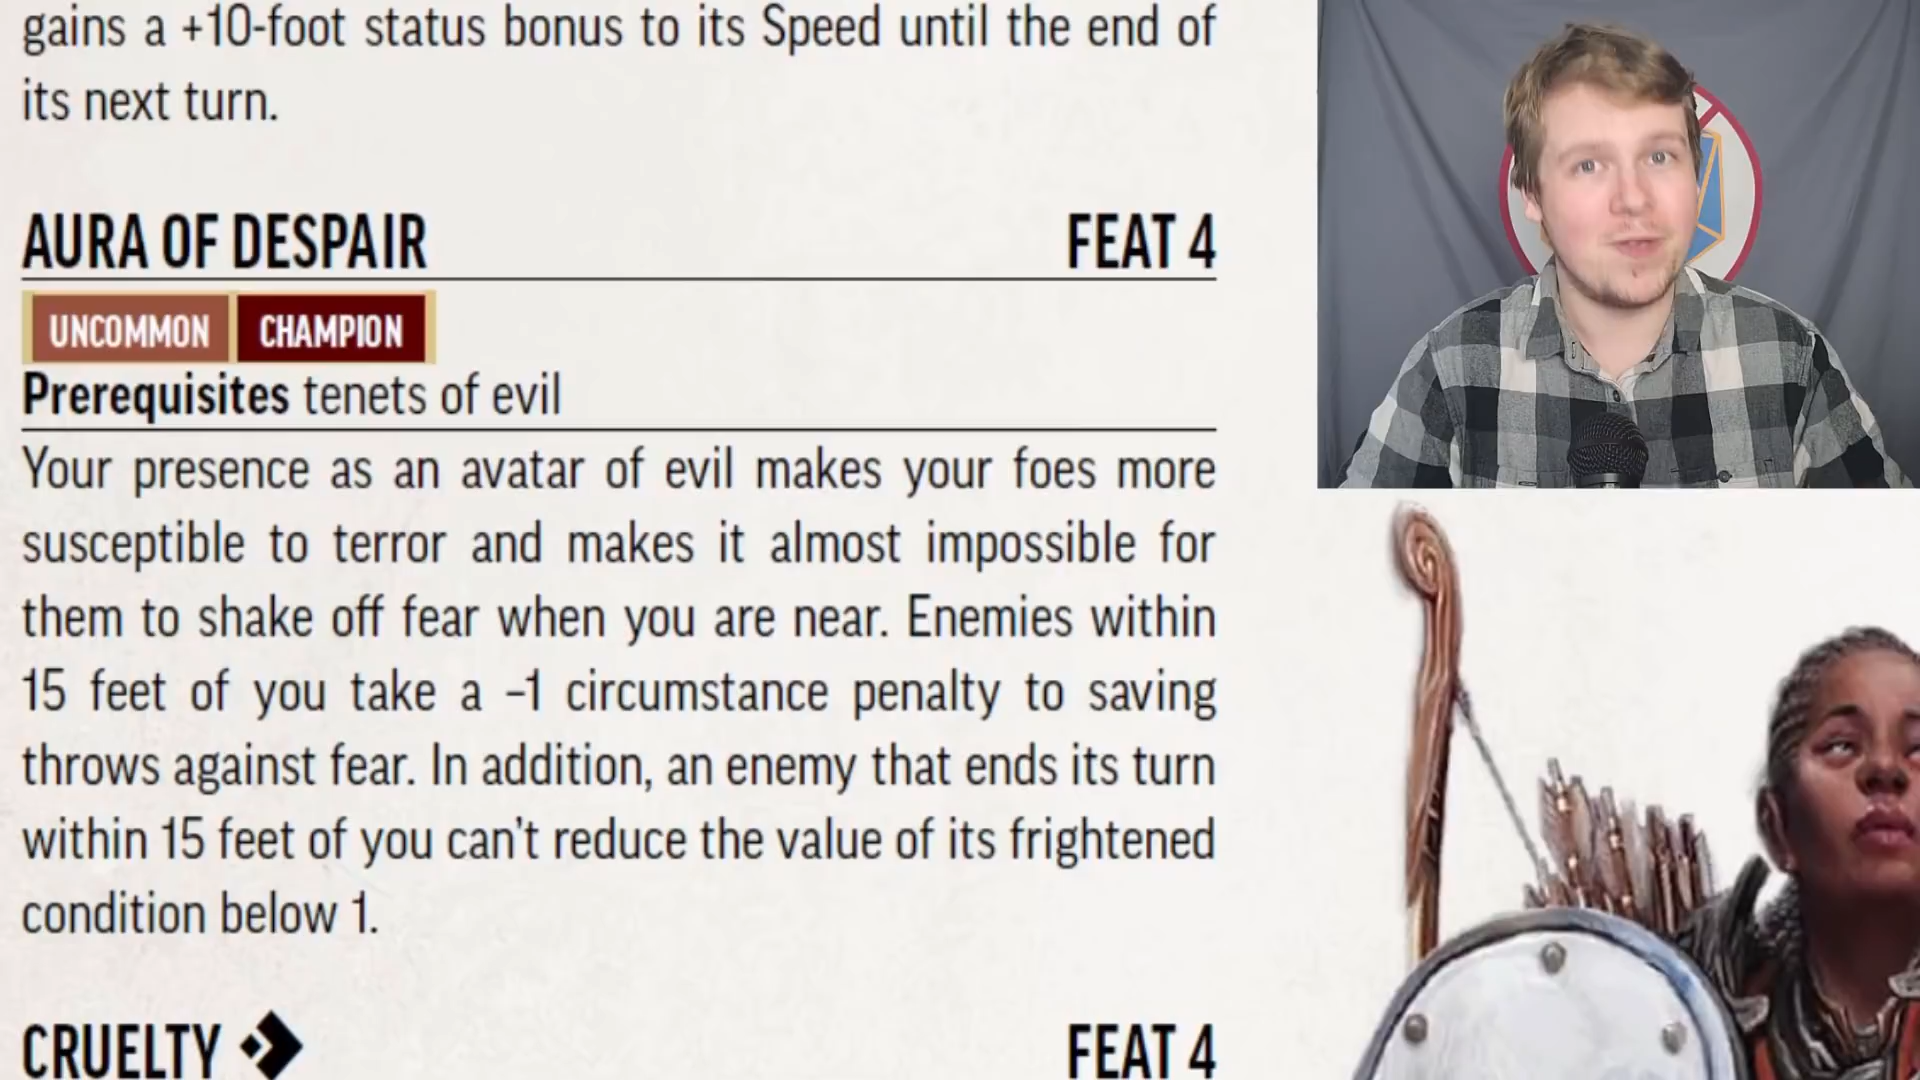 gains a +10-foot status bonus to its Speed until the end of
its next turn.
AURA OF DESPAIR FEAT 4
UNCOMMON CHAMPION
Prerequisites tenets of evil
Your presence as an avatar of evil makes your foes more
susceptible to terror and makes it almost impossible for
them to shake off fear when you are near. Enemies within
15 feet of you take a –1 circumstance penalty to saving
throws against fear. In addition, an enemy that ends its turn
within 15 feet of you can’t reduce the value of its frightened
condition below 1.
CRUELTY FEAT 4